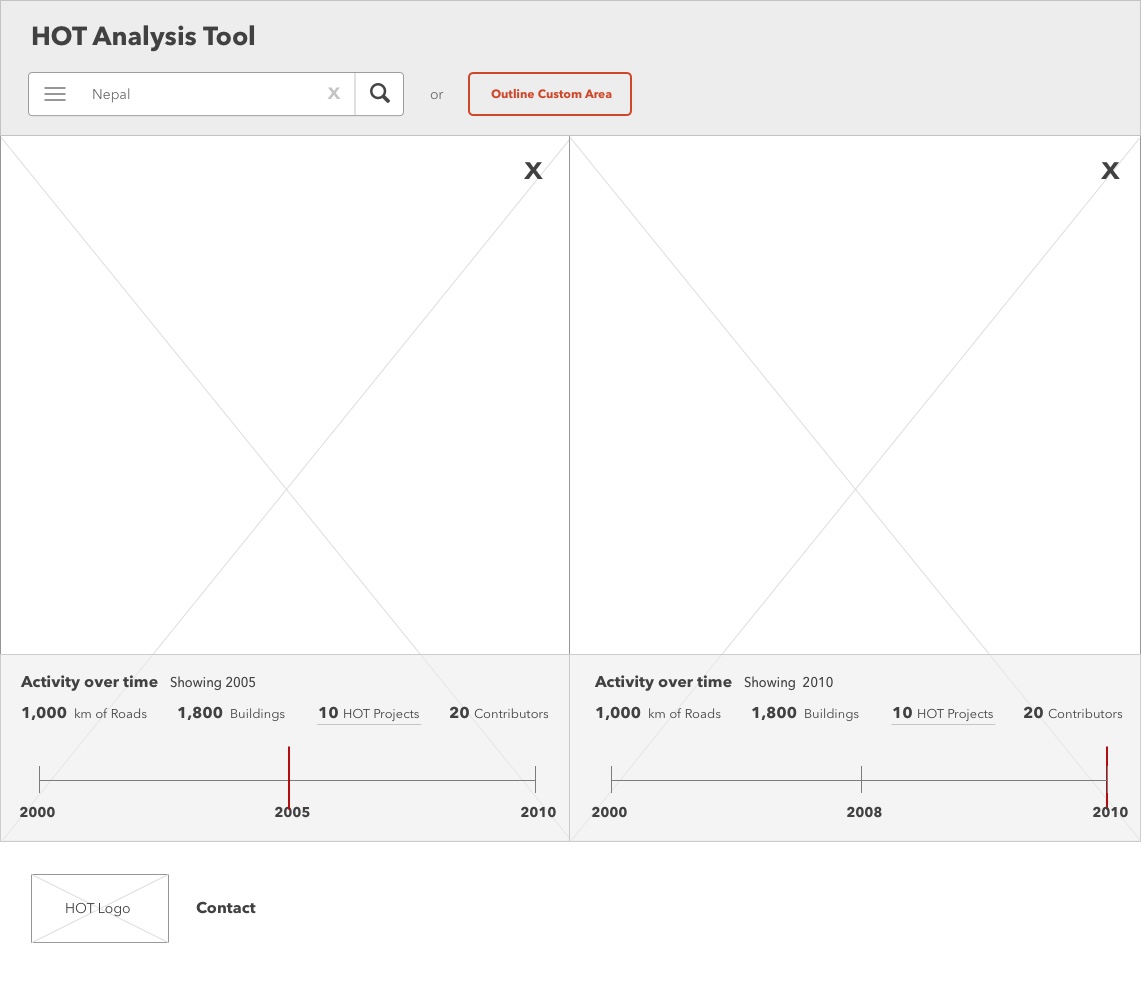 HOT Analysis Tool
Nepal X or Outline Custom Area
X X
Activity over time Showing 2005
1,000 km of Roads 1,800 Buildings 10 HOT Projects 20 Contributors
2000 2005 2010
Activity over time Showing 2010
1,000 km of Roads 1,800 Buildings 10 HOT Projects 20 Contributors
2000 2008 2010
HOT Logo Contact